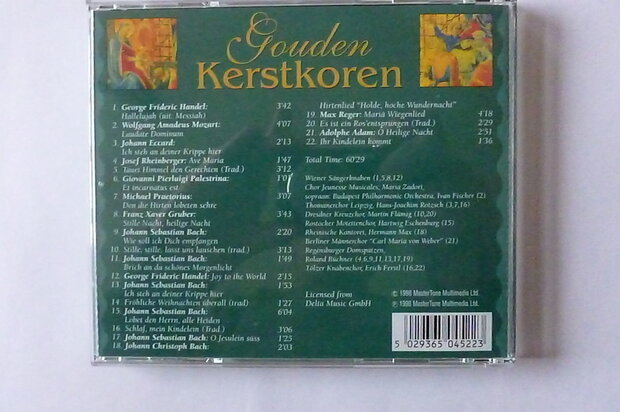 Gouden
Kerstkoren
1. George Frideric Handel: 3'42
Hallelujah (uit: Messiah)
2. Wolfgang Amadeus Mozart: 4'07
Laudate Dominum
3. Johann Eccard: 2'13
Ich steh an deiner Krippe hier
4. Josef Rheinberger: Ave Maria 1'47
5. Tauet Himmel den Gerechten (Trad.) 3'12
6. Giovanni Pierluigi Palestrina: 1'01
Et incarnatus est
7. Michael Praetorius: 3'07
Den die Hirten lobeten sehre
8. Franz Xaver Gruber: 3'43
Stille Nacht, heilige Nacht
9. Johann Sebastian Bach: 2'20
Wie soll ich Dich empfangen
10. Stille, stille, lasst uns lauschen (trad.) 3'13
11. Johann Sebastian Bach: 1'49
Brich an du schönes Morgenlicht
12. George Frideric Handel: Joy to the World 2'15
13. Johann Sebastian Bach: 1'53
Ich steh an deiner Krippe hier
14. Fröhliche Weihnachten überall (trad) 1'27
15. Johann Sebastian Bach: 6'04
Lobet den Herrn, alle Heiden
16. Schlaf, mein Kindelein (Trad.) 3'06
17. Johann Sebastian Bach: O Jesulein süss 1'25
18. Johann Christoph Bach: 2'03
Hirtenlied "Holde, hoche Wundernacht"
19. Max Reger: Maria Wiegenlied 4'18
20. Es ist ein Ros'entsprungen (Trad.) 2'29
21. Adolphe Adam: O Heilige Nacht 2'51
22. Ihr Kindelein kommt 1'36
Total Time: 60'29
Wiener Sängerknaben (1,5,8,12)
Chor Jeunesse Musicales, Maria Zadori,
sopraan: Budapest Philharmonic Orchestra, Ivan Fischer (2)
Thomanerchor Leipzig, Hans-Joachim Rotzsch (3,7,16)
Dresdner Kreuzchor, Martin Flämig (10,20)
Rostocker Motettenchor, Hartwig Eschenburg (15)
Rheinische Kantorei, Hermann Max (18)
Berliner Männerchor "Carl Maria von Weber" (21)
Regensburger Domspatzen,
Roland Büchner (4,6,9,11,13,17,19)
Tölzer Knabenchor, Erich Ferstl (16,22)
Licensed from
Delta Music GmbH
© 1998 MasterTone Multimedia Ltd.
℗ 1998 MasterTone Multimedia Ltd.
5 029365 045223